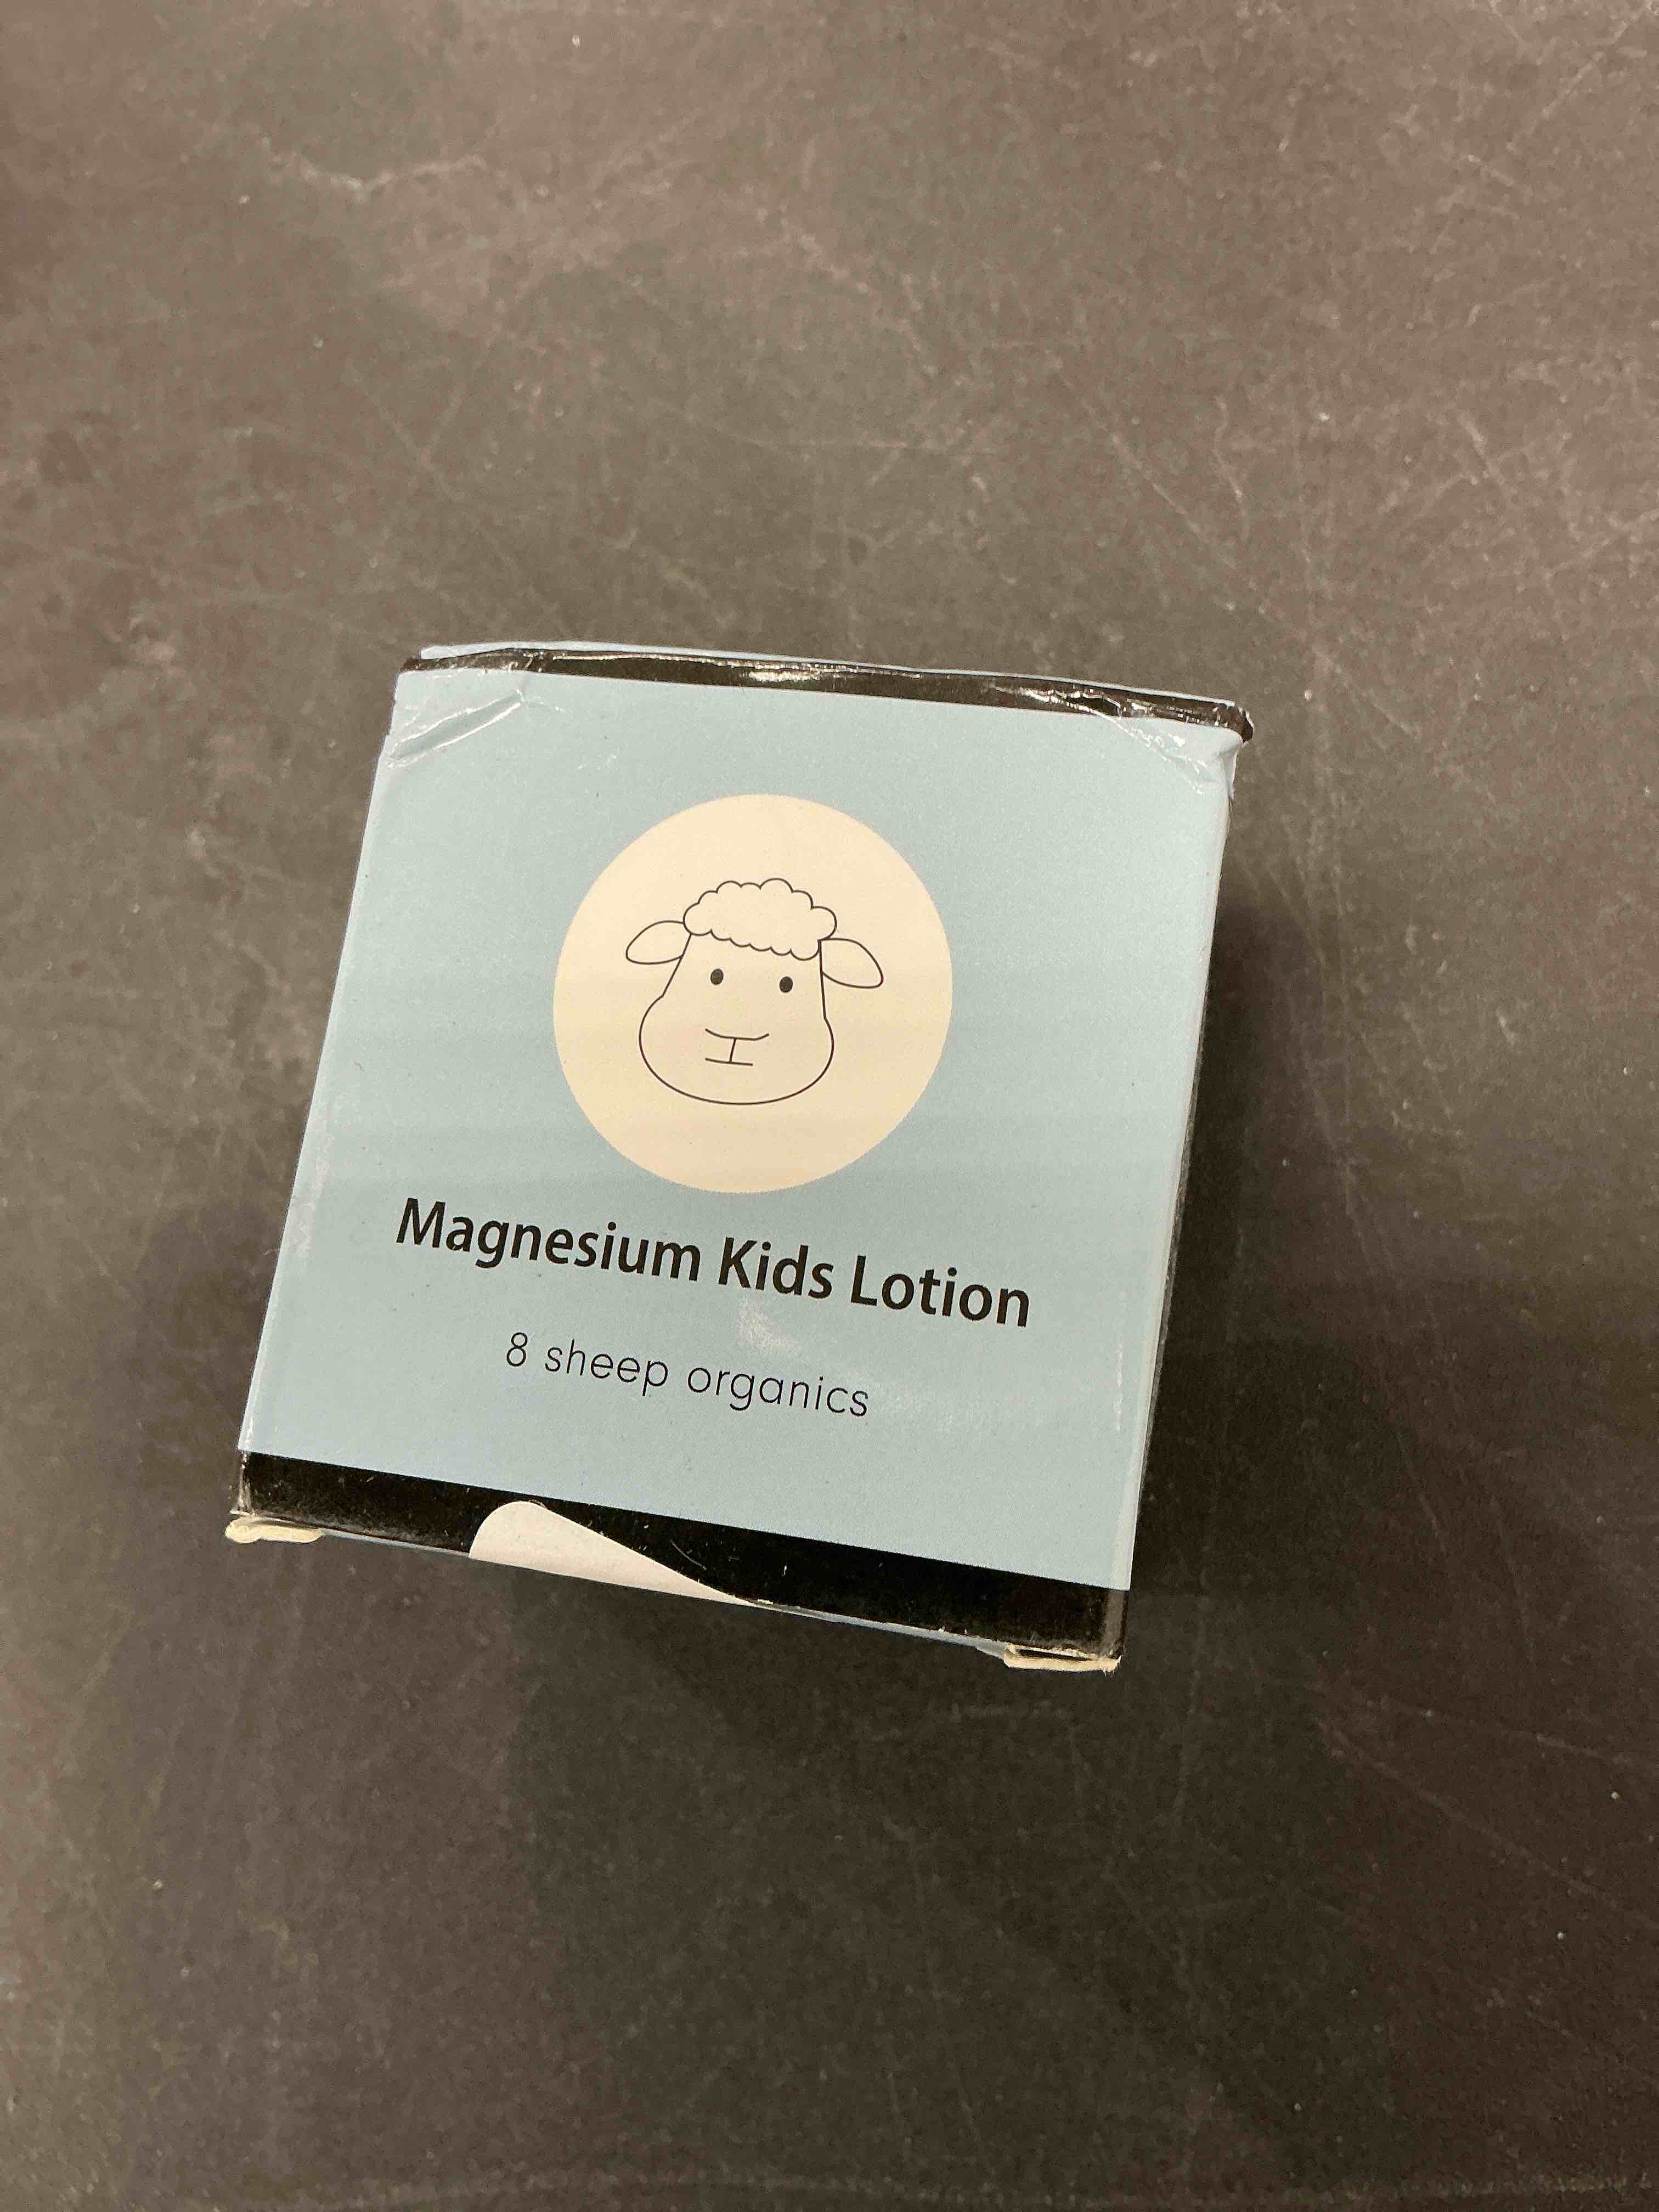 Magnesium Kids Lotion
8 sheep organics